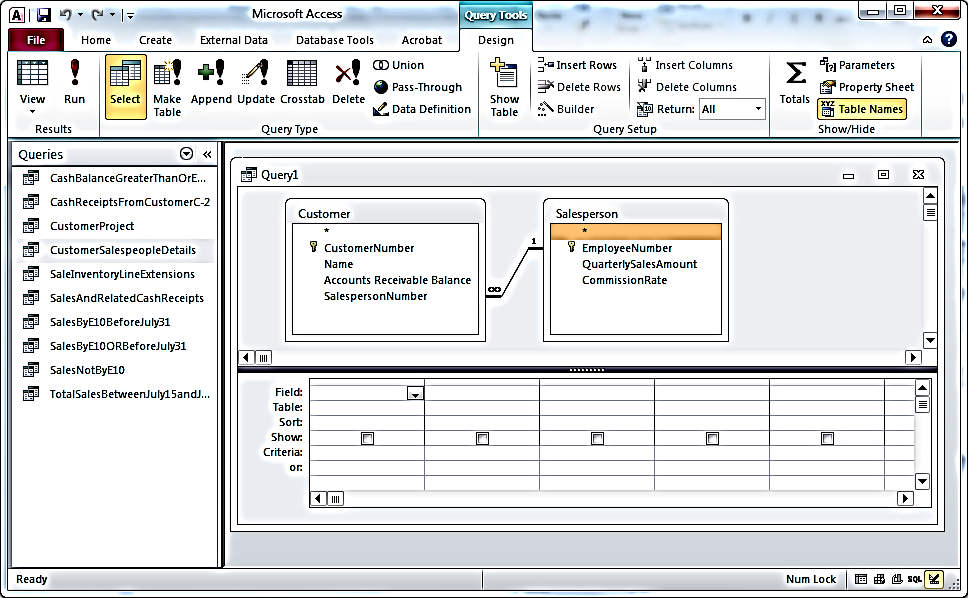 Microsoft Access
Query Tools
File Home Create External Data Database Tools Acrobat Design
View Run Select Make Table Append Update Crosstab Delete
Union
Pass-Through
Data Definition
Show Table
Insert Rows
Delete Rows
Builder
Insert Columns
Delete Columns
Return: All
Totals
Parameters
Property Sheet
XYZ Table Names
Results Query Type Query Setup Show/Hide
Queries
CashBalanceGreaterThanOrE...
CashReceiptsFromCustomerC-2
CustomerProject
CustomerSalespeopleDetails
SaleInventoryLineExtensions
SalesAndRelatedCashReceipts
SalesByE10BeforeJuly31
SalesByE10ORBeforeJuly31
SalesNotByE10
TotalSalesBetweenJuly15andJ...
Query1
Customer
*
CustomerNumber
Name
Accounts Receivable Balance
SalespersonNumber
∞
1
Salesperson
*
EmployeeNumber
QuarterlySalesAmount
CommissionRate
Field:
Table:
Sort:
Show:
Criteria:
or:
Ready
Num Lock
SQL